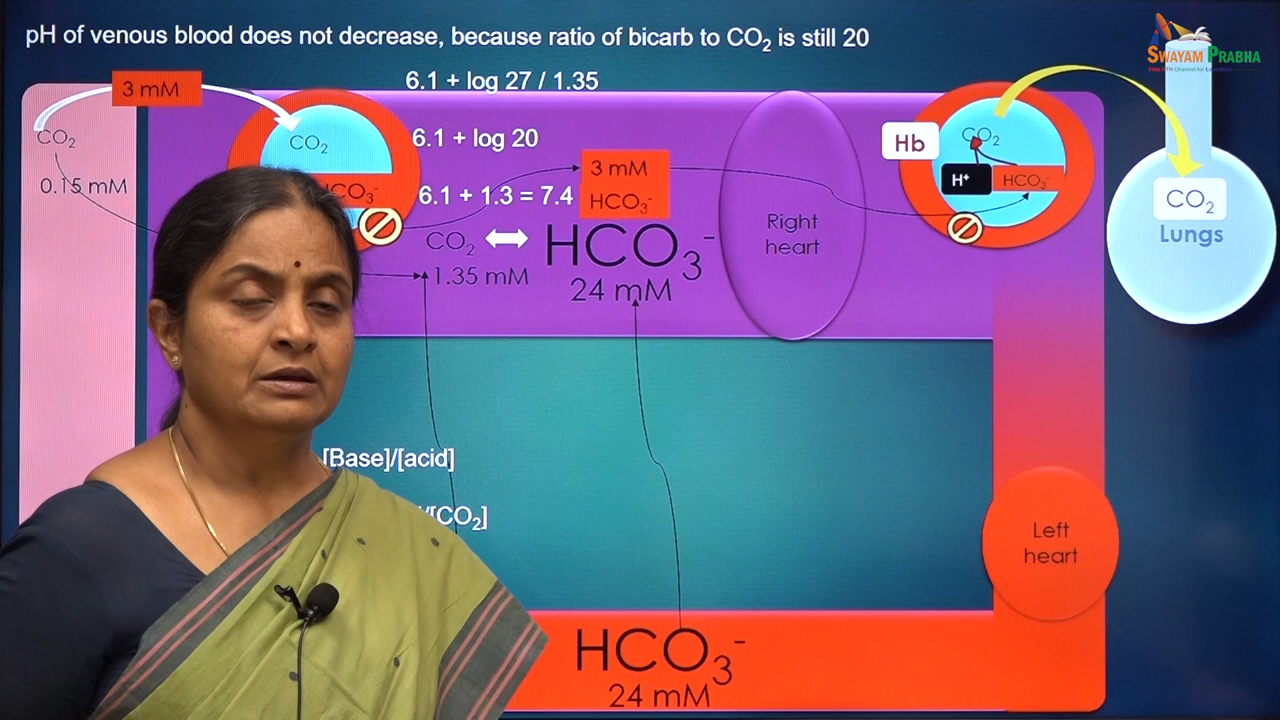 pH of venous blood does not decrease, because ratio of bicarb to CO₂ is still 20
SWAYAM PRABHA
6.1 + log 27 / 1.35
3 mM
CO₂
0.15 mM
CO₂
HCO₃⁻
6.1 + log 20
6.1 + 1.3 = 7.4
3 mM
HCO₃⁻
CO₂
1.35 mM
HCO₃⁻
24 mM
Right
heart
Hb
CO₂
H⁺
HCO₃⁻
CO₂
Lungs
[Base]/[acid]
/[CO₂]
Left
heart
HCO₃⁻
24 mM